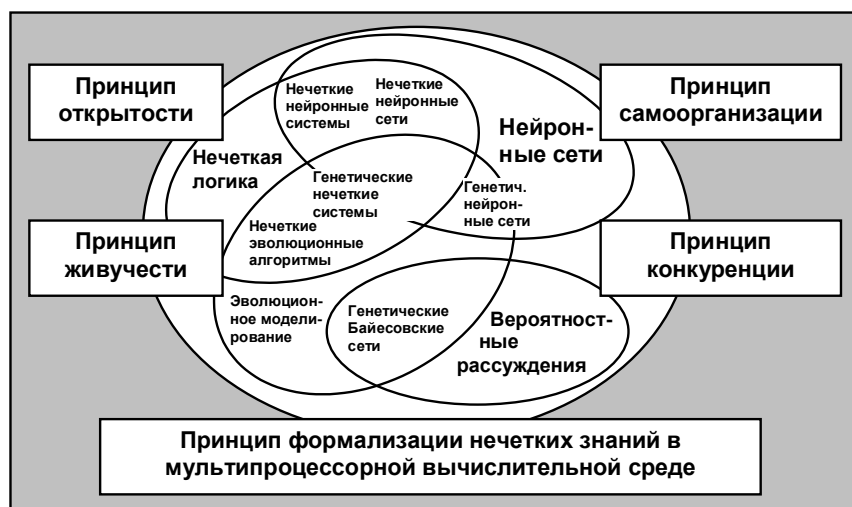 Принцип
открытости
Принцип
самоорганизации
Нечеткие
нейронные
системы
Нечеткие
нейронные
сети
Нейрон-
ные сети
Нечеткая
логика
Генетические
нечеткие
системы
Генетич.
нейрон-
ные сети
Нечеткие
эволюционные
алгоритмы
Принцип
живучести
Принцип
конкуренции
Эволюцион-
ное модели-
рование
Генетические
Байесовские
сети
Вероятност-
ные
рассуждения
Принцип формализации нечетких знаний в
мультипроцессорной вычислительной среде